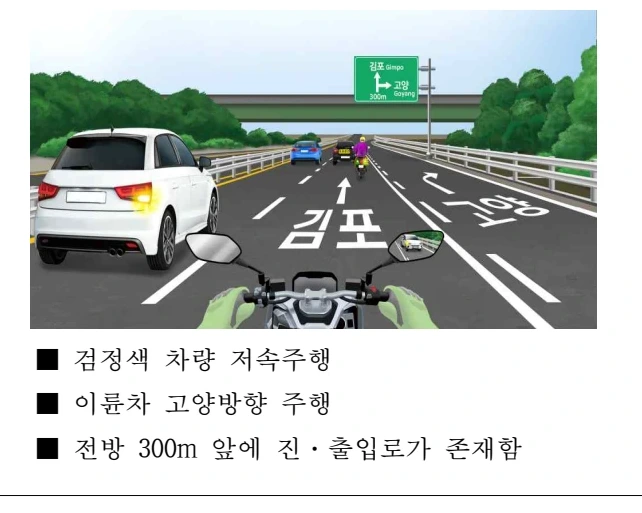 김포 Gimpo
고양
300m Goyang
김포
고양
■ 검정색 차량 저속주행
■ 이륜차 고양방향 주행
■ 전방 300m 앞에 진·출입로가 존재함